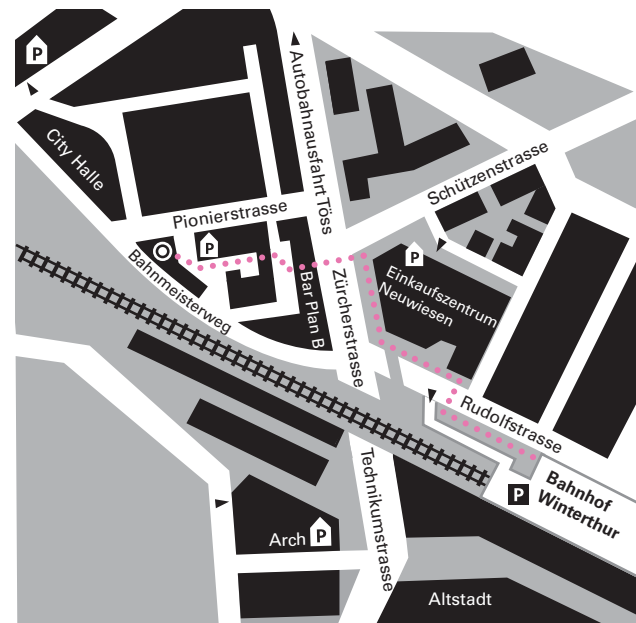 P
Autobahnausfahrt Töss
City Halle
Schützenstrasse
Pionierstrasse
P
P
Bahnmeisterweg
Bar Plan B
Zürcherstrasse
Einkaufszentrum
Neuwiesen
Rudolfstrasse
Technikumstrasse
P
Bahnhof
Winterthur
Arch
P
Altstadt